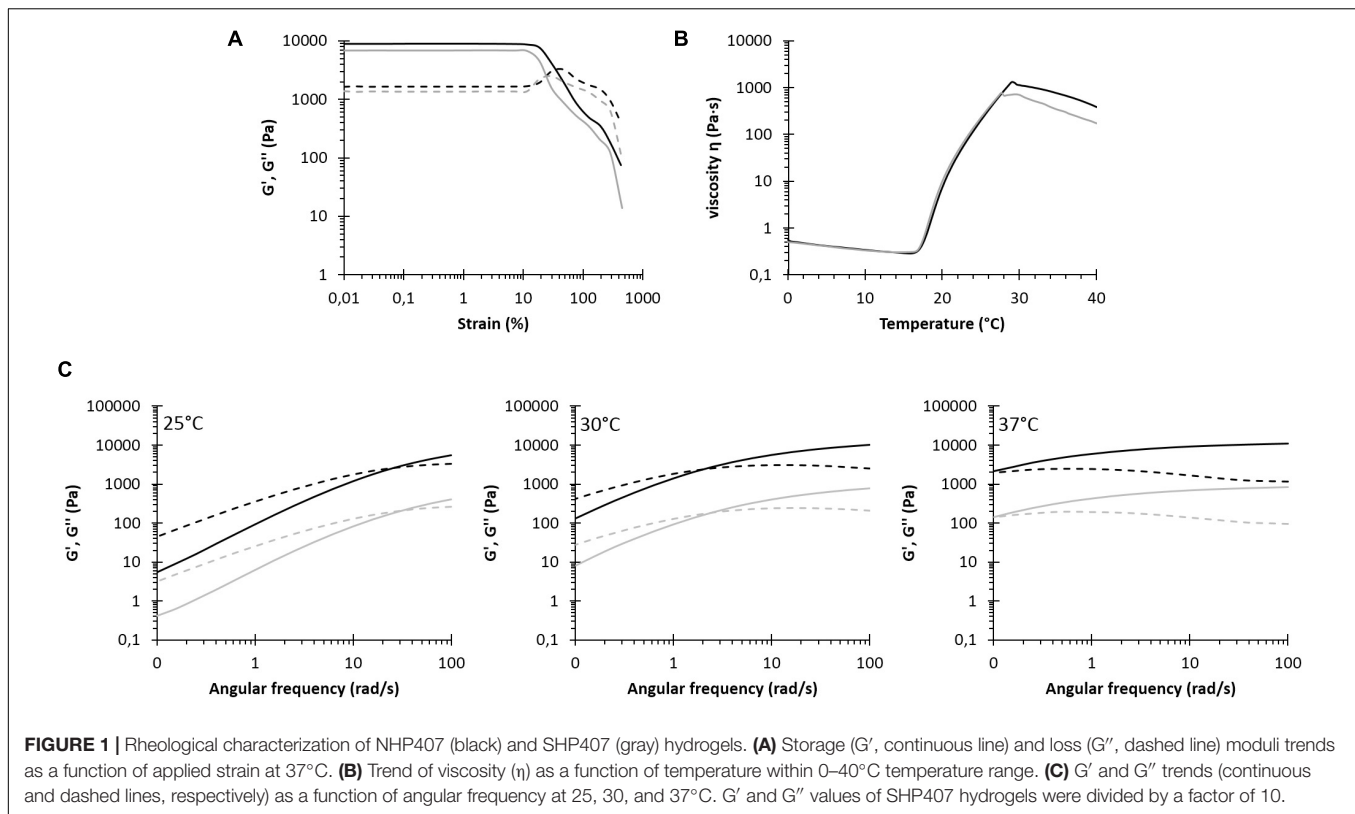 A
10000
1000
100
10
1
0,01 0,1 1 10 100 1000
G', G'' (Pa)
Strain (%)
B
10000
1000
100
10
1
0,1
0 10 20 30 40
viscosity η (Pa·s)
Temperature (°C)
C
25°C
100000
10000
1000
100
10
1
0,1
0 1 10 100
G', G'' (Pa)
Angular frequency (rad/s)
30°C
100000
10000
1000
100
10
1
0,1
0 1 10 100
G', G'' (Pa)
Angular frequency (rad/s)
37°C
100000
10000
1000
100
10
1
0,1
0 1 10 100
G', G'' (Pa)
Angular frequency (rad/s)
FIGURE 1 | Rheological characterization of NHP407 (black) and SHP407 (gray) hydrogels. (A) Storage (G′, continuous line) and loss (G″, dashed line) moduli trends
as a function of applied strain at 37°C. (B) Trend of viscosity (η) as a function of temperature within 0–40°C temperature range. (C) G′ and G″ trends (continuous
and dashed lines, respectively) as a function of angular frequency at 25, 30, and 37°C. G′ and G″ values of SHP407 hydrogels were divided by a factor of 10.